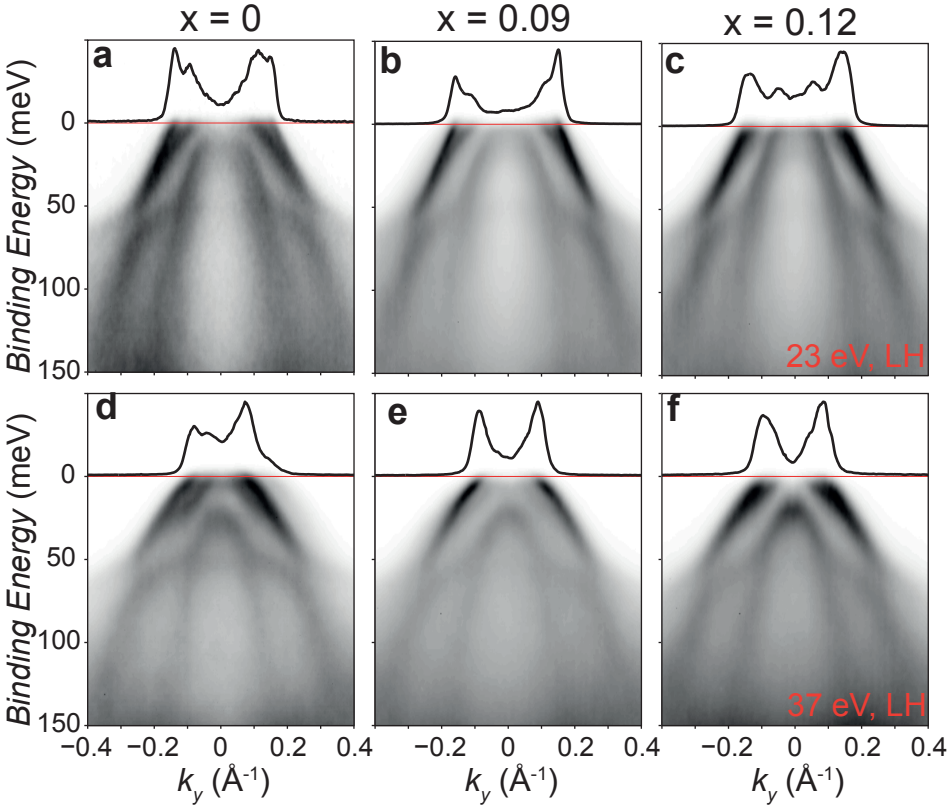 x = 0
x = 0.09
x = 0.12
a
b
c
Binding Energy (meV)
0
50
100
150
23 eV, LH
d
e
f
Binding Energy (meV)
0
50
100
150
37 eV, LH
−0.4 −0.2 0 0.2 0.4 −0.2 0 0.2 0.4 −0.2 0 0.2 0.4
ky (Å-1)
ky (Å-1)
ky (Å-1)